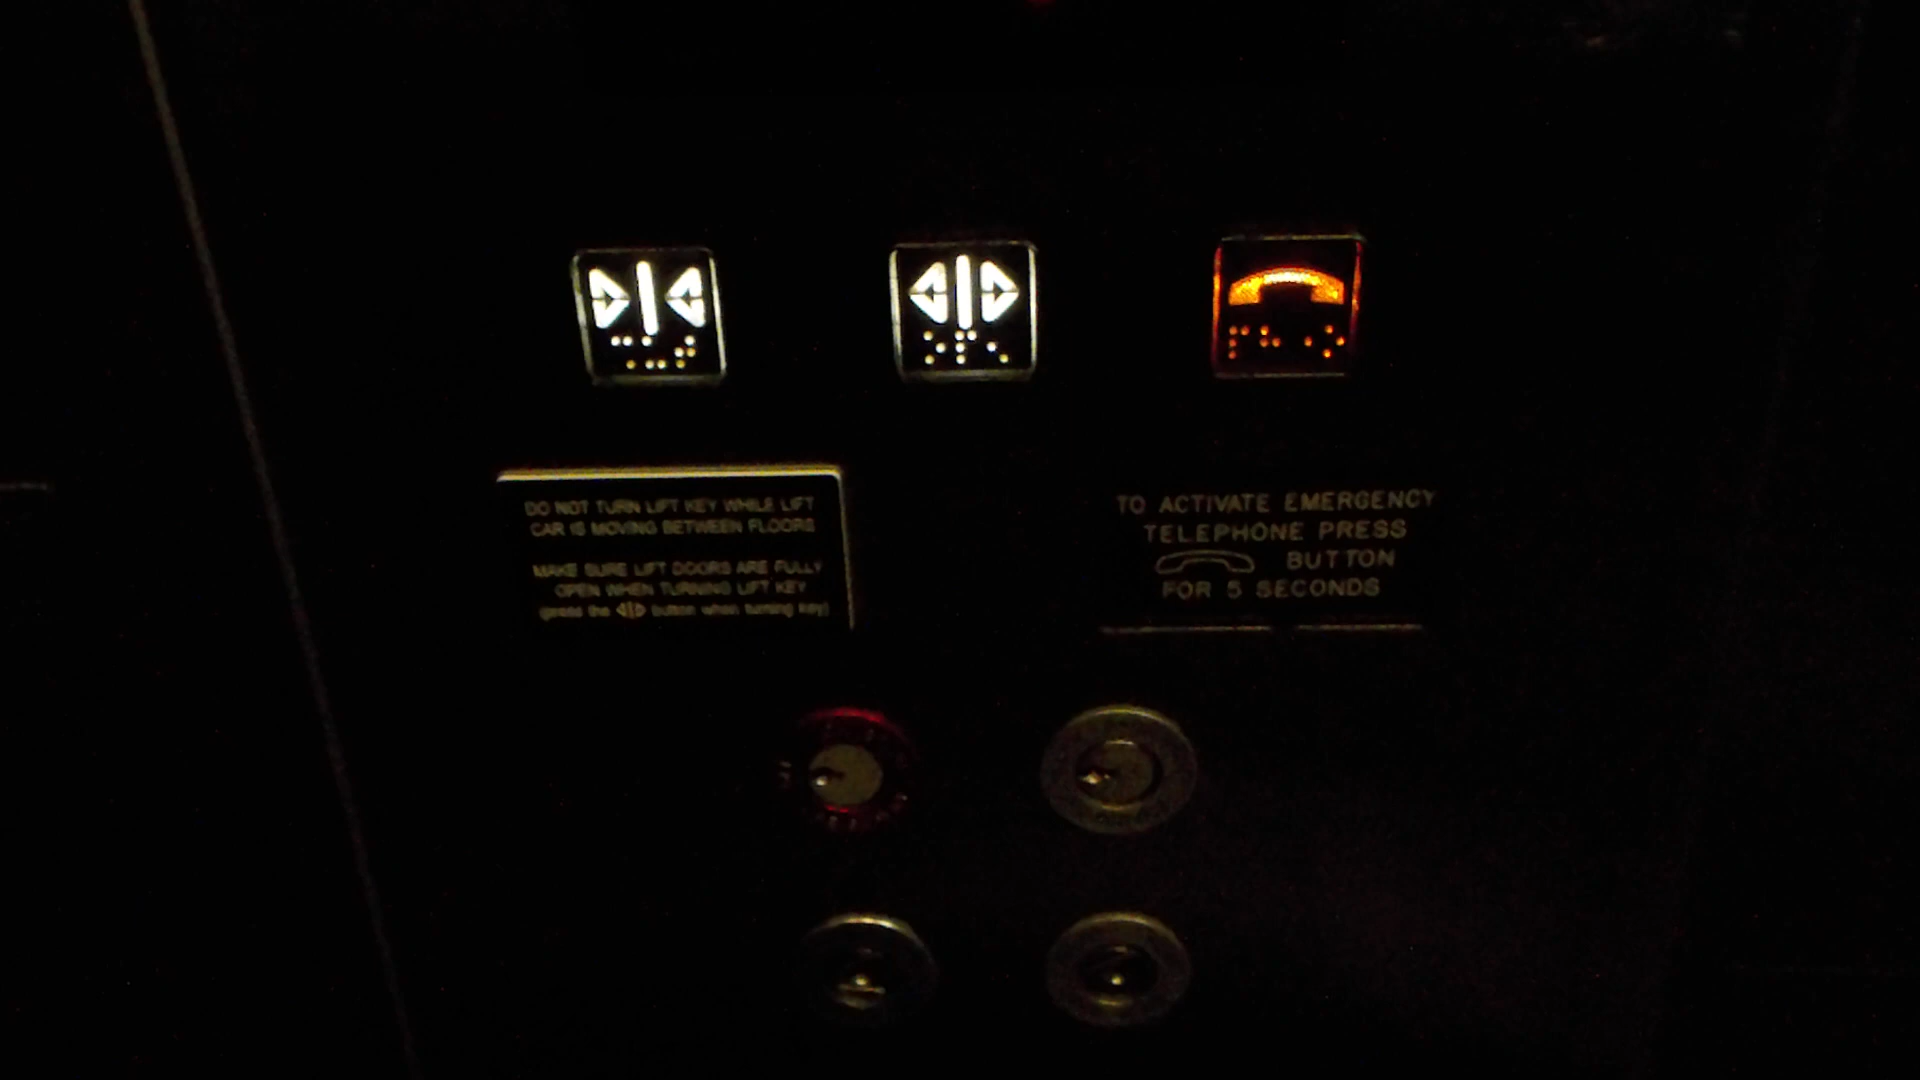 DO NOT TURN LIFT KEY WHILE LIFT
CAR IS MOVING BETWEEN FLOORS
MAKE SURE LIFT DOORS ARE FULLY
OPEN WHEN TURNING LIFT KEY
(press the button when turning key)
TO ACTIVATE EMERGENCY
TELEPHONE PRESS
BUTTON
FOR 5 SECONDS